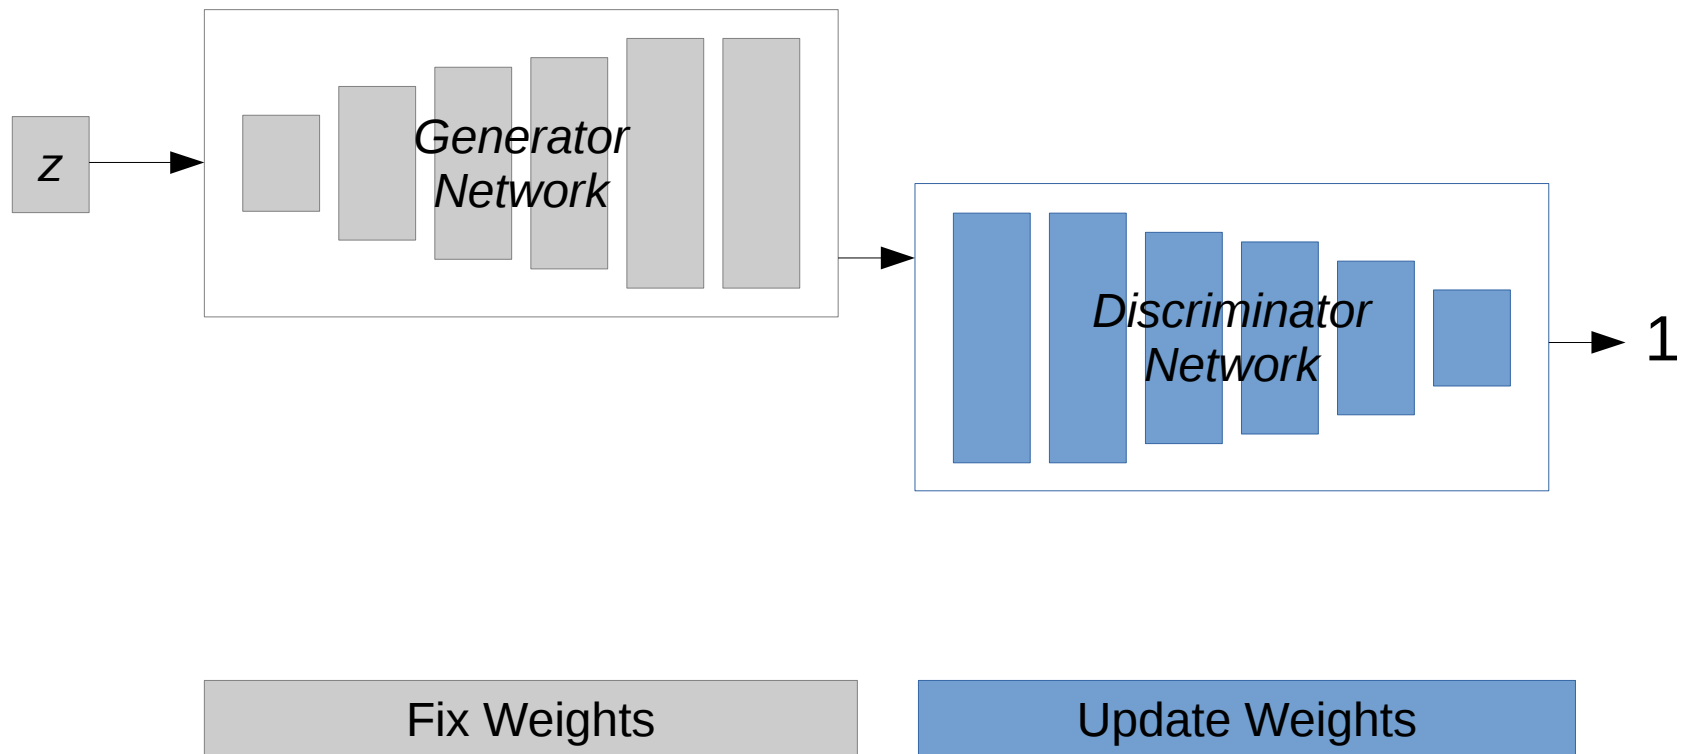 z
Generator
Network
Discriminator
Network
1
Fix Weights
Update Weights